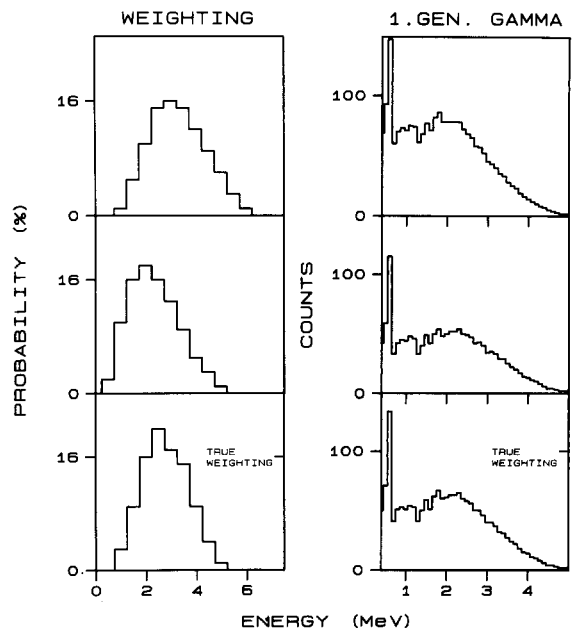 WEIGHTING
1.GEN. GAMMA
PROBABILITY (%)
16
0
16
0
16
0.
TRUE
WEIGHTING
0 2 4 6
COUNTS
100
0
100
0
100
0
TRUE
WEIGHTING
1 2 3 4
ENERGY (MeV)